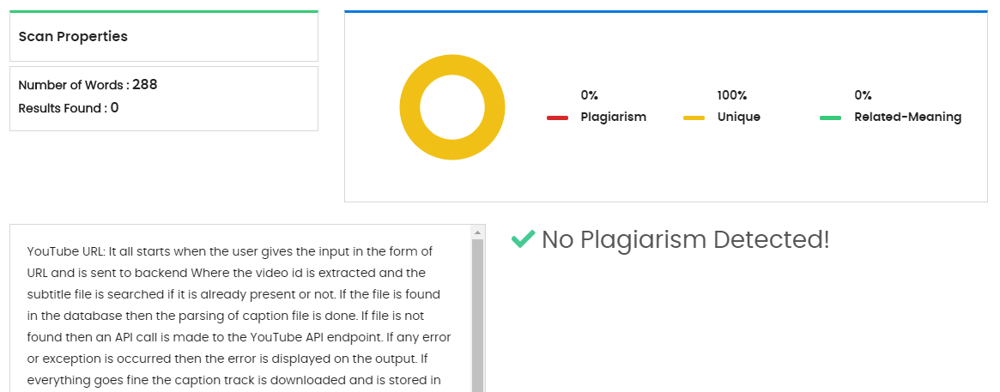 Scan Properties
Number of Words : 288
Results Found : 0
0%
Plagiarism
100%
Unique
0%
Related-Meaning
YouTube URL: It all starts when the user gives the input in the form of
URL and is sent to backend Where the video id is extracted and the
subtitle file is searched if it is already present or not. If the file is found
in the database then the parsing of caption file is done. If file is not
found then an API call is made to the YouTube API endpoint. If any error
or exception is occurred then the error is displayed on the output. If
everything goes fine the caption track is downloaded and is stored in
No Plagiarism Detected!